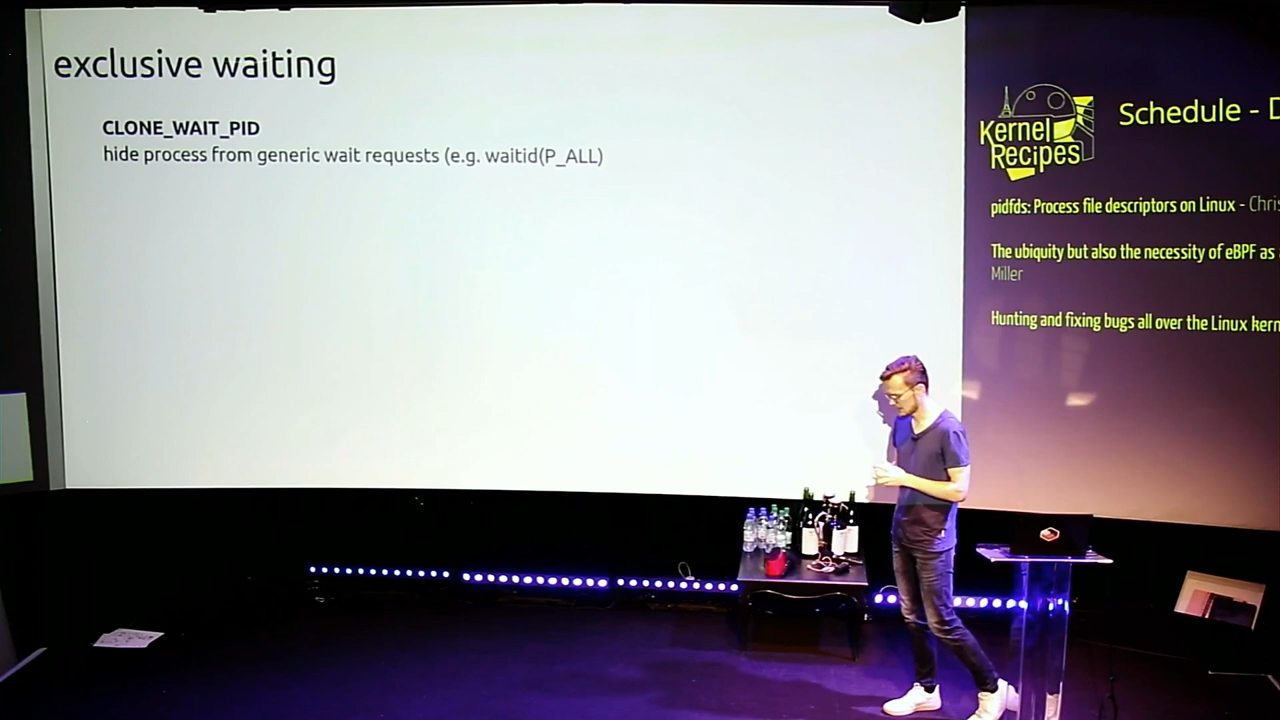 exclusive waiting
CLONE_WAIT_PID
hide process from generic wait requests (e.g. waitid(P_ALL)
Kernel
Recipes
Schedule -
pidfds: Process file descriptors on Linux - Chris
The ubiquity but also the necessity of eBPF as
Miller
Hunting and fixing bugs all over the Linux kern